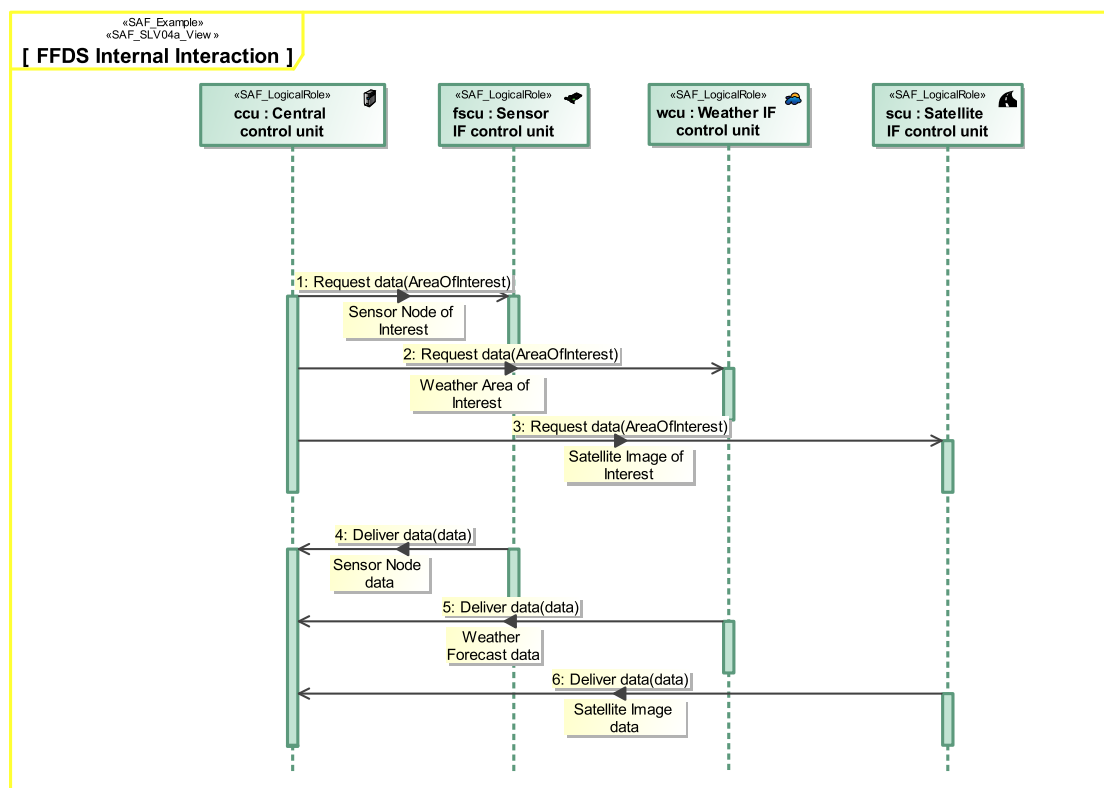 «SAF_Example»
«SAF_SLV04a_View »
[ FFDS Internal Interaction ]
«SAF_LogicalRole»
ccu : Central
control unit
«SAF_LogicalRole»
fscu : Sensor
IF control unit
«SAF_LogicalRole»
wcu : Weather IF
control unit
«SAF_LogicalRole»
scu : Satellite
IF control unit
1: Request data(AreaOfInterest)
Sensor Node of
Interest
2: Request data(AreaOfInterest)
Weather Area of
Interest
3: Request data(AreaOfInterest)
Satellite Image of
Interest
4: Deliver data(data)
Sensor Node
data
5: Deliver data(data)
Weather
Forecast data
6: Deliver data(data)
Satellite Image
data